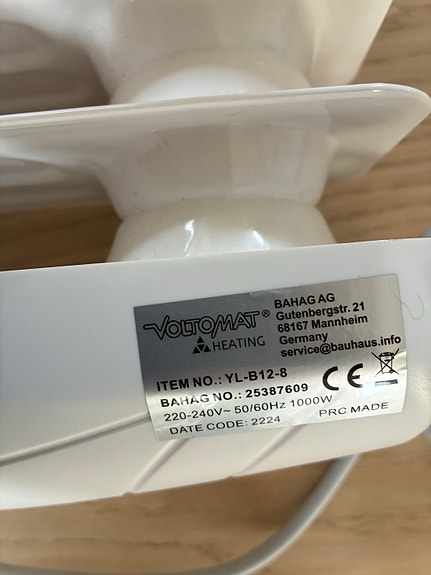 VOLTOMAT®
HEATING
BAHAG AG
Gutenbergstr. 21
68167 Mannheim
Germany
service@bauhaus.info
ITEM NO.: YL-B12-8
BAHAG NO.: 25387609
CE
220-240V~ 50/60Hz 1000W
PRC MADE
DATE CODE: 2224